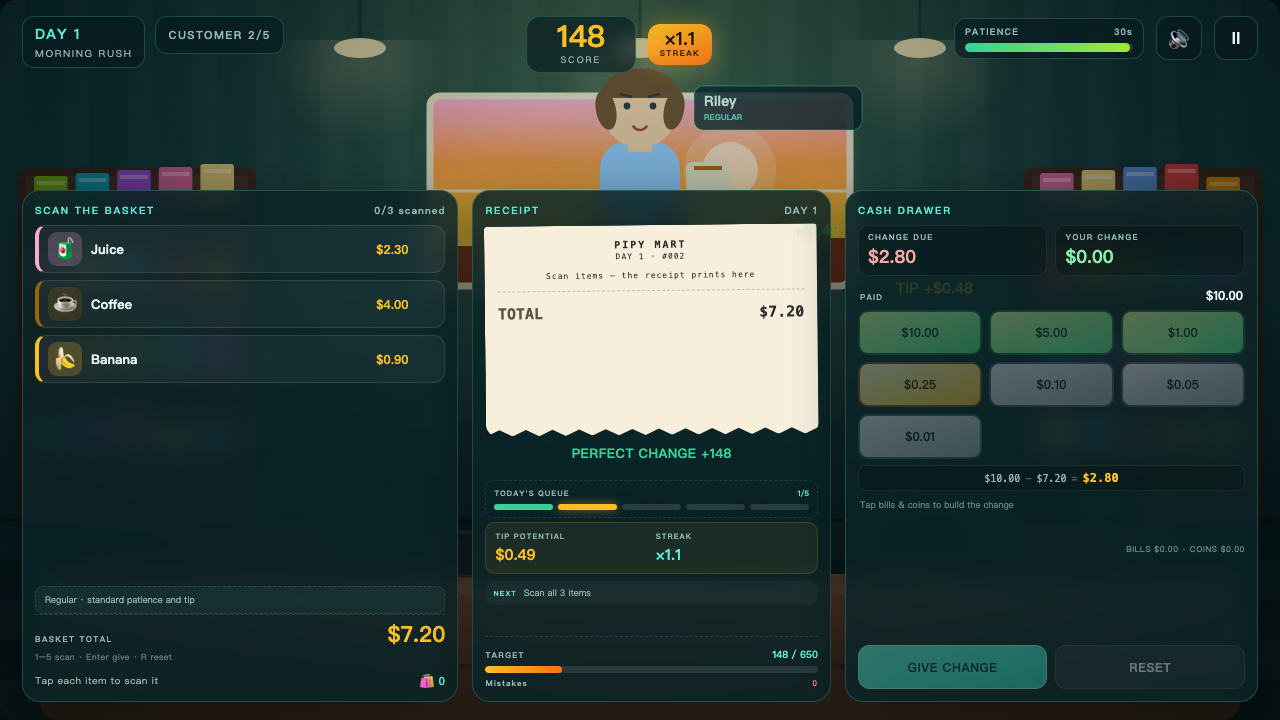 DAY 1
MORNING RUSH
CUSTOMER 2/5
148
SCORE
×1.1
STREAK
PATIENCE 30s
Riley
REGULAR
SCAN THE BASKET 0/3 scanned
Juice $2.30
Coffee $4.00
Banana $0.90
Regular · standard patience and tip
BASKET TOTAL $7.20
1–5 scan · Enter give · R reset
Tap each item to scan it 0
RECEIPT DAY 1
PIPY MART
DAY 1 · #002
Scan items — the receipt prints here
TOTAL $7.20
PERFECT CHANGE +148
TODAY'S QUEUE 1/5
TIP POTENTIAL STREAK
$0.49 ×1.1
NEXT Scan all 3 items
TARGET 148 / 650
Mistakes 0
CASH DRAWER
CHANGE DUE YOUR CHANGE
$2.80 $0.00
TIP +$0.48
PAID $10.00
$10.00 $5.00 $1.00
$0.25 $0.10 $0.05
$0.01
$10.00 − $7.20 = $2.80
Tap bills & coins to build the change
BILLS $0.00 · COINS $0.00
GIVE CHANGE RESET